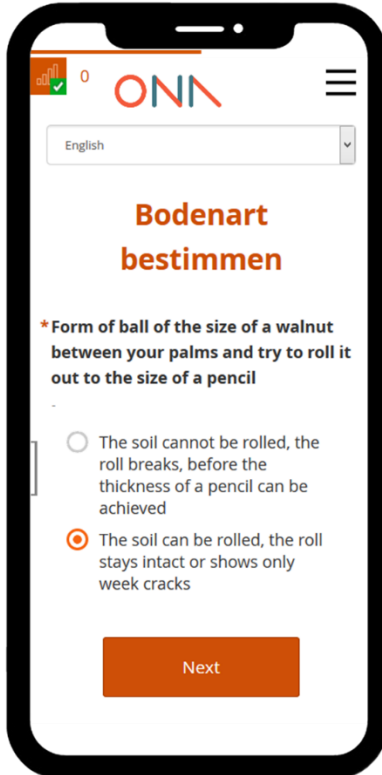 0
ONA
English
Bodenart
bestimmen
*Form of ball of the size of a walnut
between your palms and try to roll it
out to the size of a pencil
-
The soil cannot be rolled, the
roll breaks, before the
thickness of a pencil can be
achieved
The soil can be rolled, the roll
stays intact or shows only
week cracks
Next